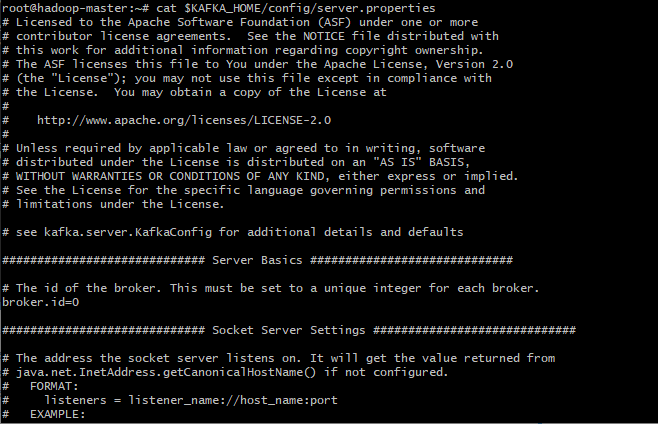 root@hadoop-master:~# cat $KAFKA_HOME/config/server.properties
# Licensed to the Apache Software Foundation (ASF) under one or more
# contributor license agreements.  See the NOTICE file distributed with
# this work for additional information regarding copyright ownership.
# The ASF licenses this file to You under the Apache License, Version 2.0
# (the "License"); you may not use this file except in compliance with
# the License.  You may obtain a copy of the License at
#
#    http://www.apache.org/licenses/LICENSE-2.0
#
# Unless required by applicable law or agreed to in writing, software
# distributed under the License is distributed on an "AS IS" BASIS,
# WITHOUT WARRANTIES OR CONDITIONS OF ANY KIND, either express or implied.
# See the License for the specific language governing permissions and
# limitations under the License.

# see kafka.server.KafkaConfig for additional details and defaults

############################# Server Basics #############################

# The id of the broker. This must be set to a unique integer for each broker.
broker.id=0

############################# Socket Server Settings #############################

# The address the socket server listens on. It will get the value returned from
# java.net.InetAddress.getCanonicalHostName() if not configured.
#   FORMAT:
#     listeners = listener_name://host_name:port
#   EXAMPLE: